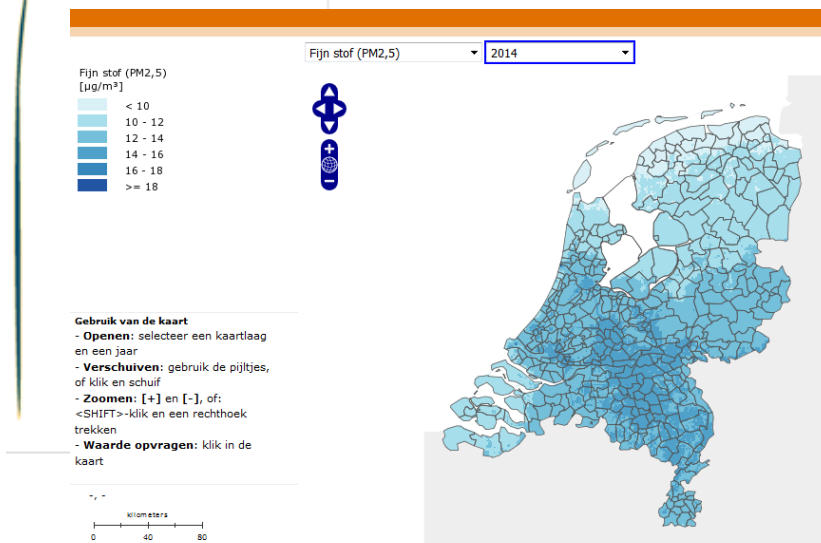 Fijn stof (PM2,5)
2014
Fijn stof (PM2,5)
[µg/m³]
< 10
10 - 12
12 - 14
14 - 16
16 - 18
>= 18
Gebruik van de kaart
- Openen: selecteer een kaartlaag
en een jaar
- Verschuiven: gebruik de pijltjes,
of klik en schuif
- Zoomen: [+] en [-], of:
<SHIFT>-klik en een rechthoek
trekken
- Waarde opvragen: klik in de
kaart
-, -
kilometers
0 40 80